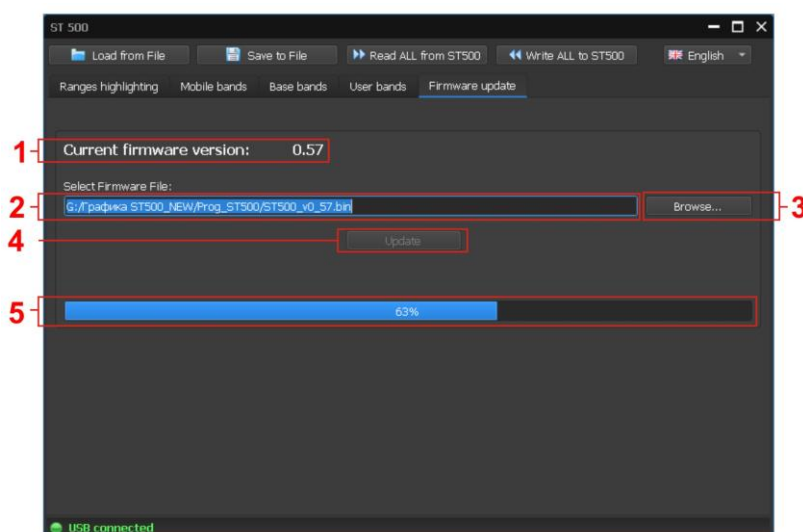 ST 500
Load from File Save to File Read ALL from ST500 Write ALL to ST500 English
Ranges highlighting Mobile bands Base bands User bands Firmware update
1 Current firmware version: 0.57
Select Firmware File:
2 G:/Графика ST500_NEW/Prog_ST500/ST500_v0_57.bin Browse... 3
4 Update
5 63%
USB connected